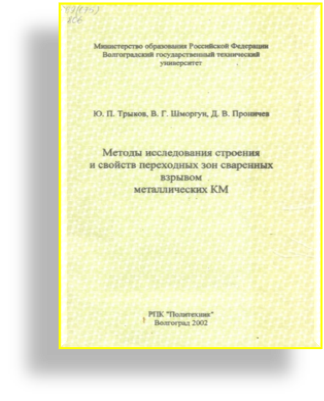 Министерство образования Российской Федерации
Волгоградский государственный технический
университет
Ю. П. Трыков, В. Г. Шморгун, Д. В. Проничев
Методы исследования строения
и свойств переходных зон сваренных
взрывом
металлических КМ
РПК "Политехник"
Волгоград 2002